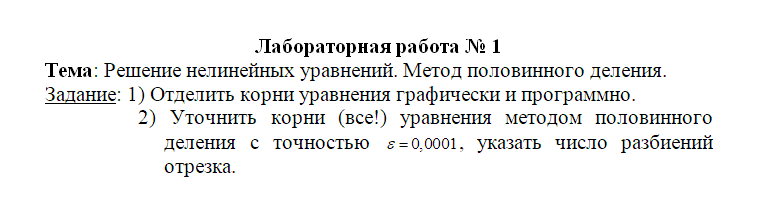 Лабораторная работа № 1
Тема: Решение нелинейных уравнений. Метод половинного деления.
Задание: 1) Отделить корни уравнения графически и программно.
2) Уточнить корни (все!) уравнения методом половинного
деления с точностью ε=0,0001, указать число разбиений
отрезка.